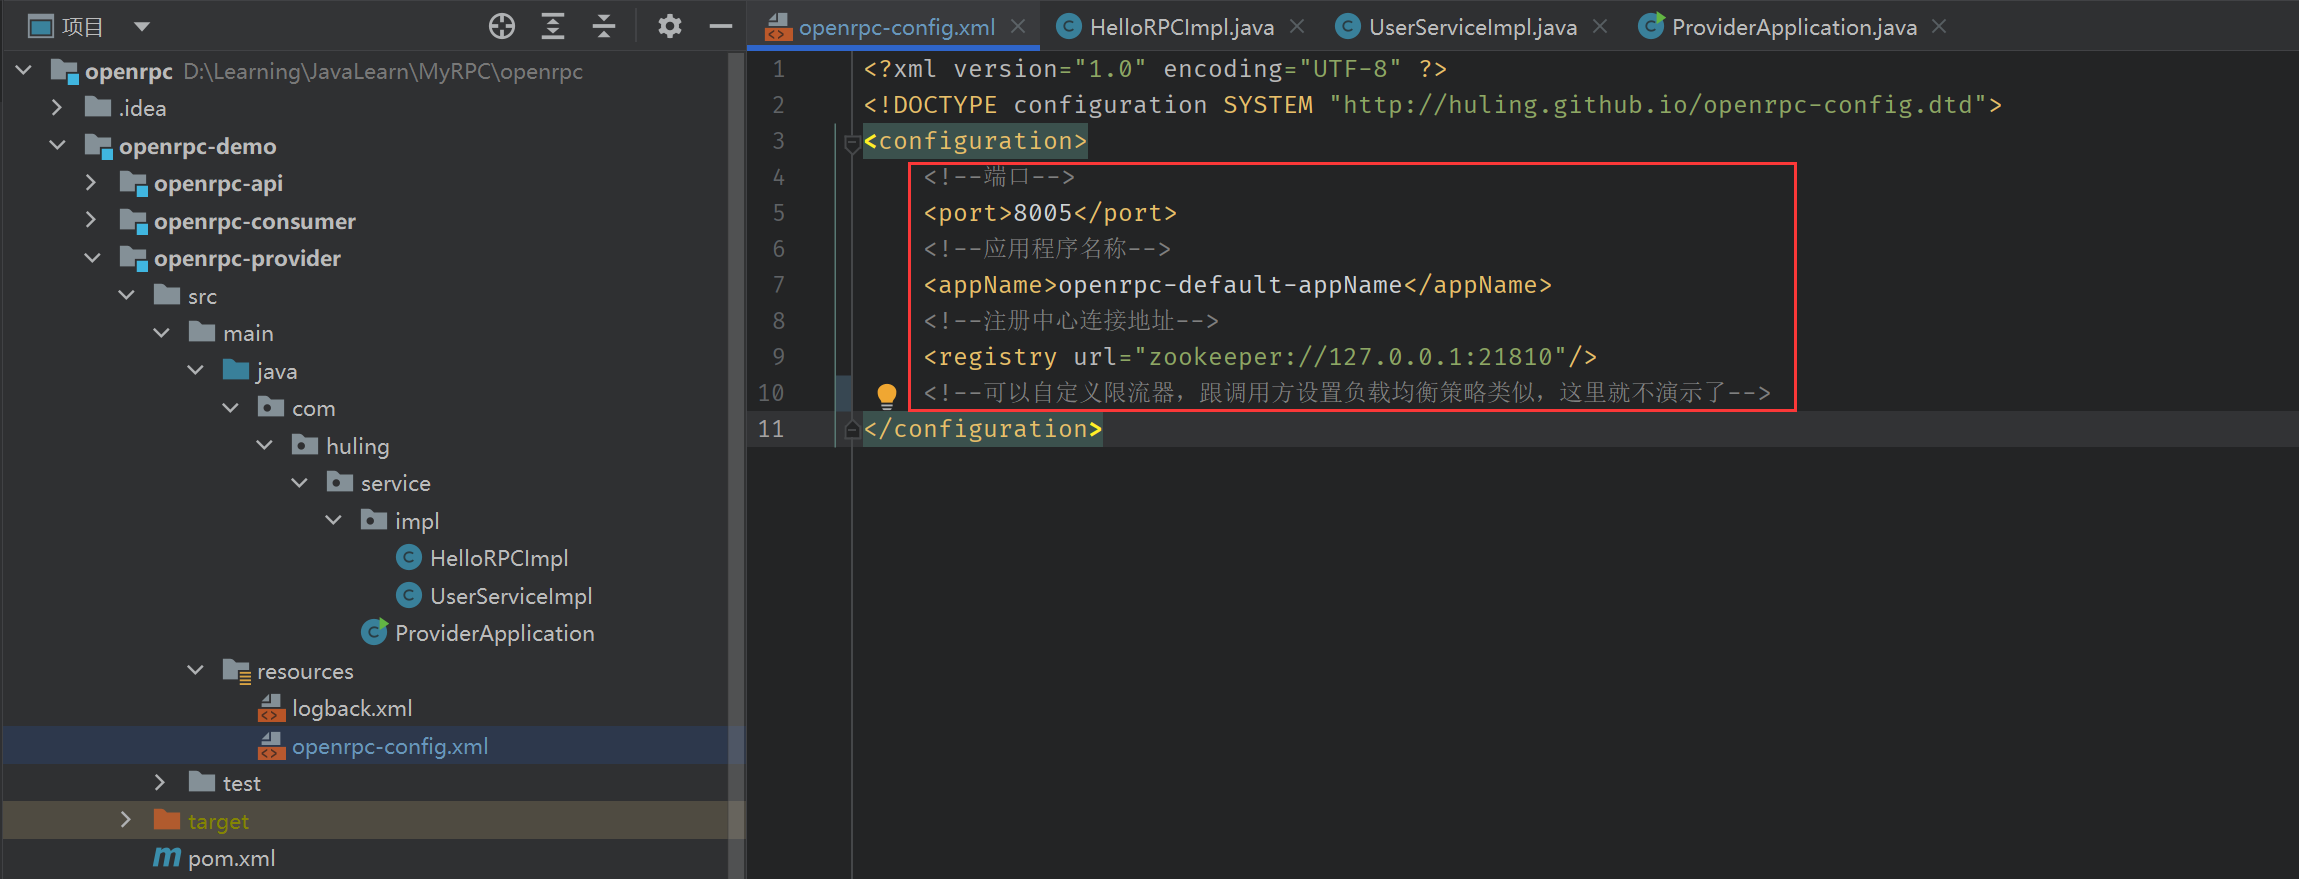 项目
openrpc D:\Learning\JavaLearn\MyRPC\openrpc
.idea
openrpc-demo
openrpc-api
openrpc-consumer
openrpc-provider
src
main
java
com
huling
service
impl
HelloRPCImpl
UserServiceImpl
ProviderApplication
resources
logback.xml
openrpc-config.xml
test
target
pom.xml
openrpc-config.xml HelloRPCImpl.java UserServiceImpl.java ProviderApplication.java
1 <?xml version="1.0" encoding="UTF-8" ?>
2 <!DOCTYPE configuration SYSTEM "http://huling.github.io/openrpc-config.dtd">
3 <configuration>
4 <!--端口-->
5 <port>8005</port>
6 <!--应用程序名称-->
7 <appName>openrpc-default-appName</appName>
8 <!--注册中心连接地址-->
9 <registry url="zookeeper://127.0.0.1:21810"/>
10 <!--可以自定义限流器，跟调用方设置负载均衡策略类似，这里就不演示了-->
11 </configuration>